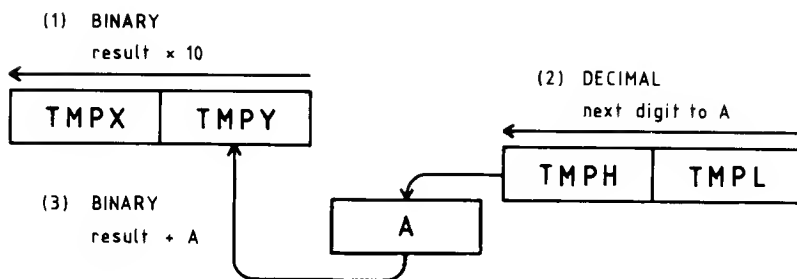 (1) BINARY
result × 10
TMPX TMPY
(2) DECIMAL
next digit to A
TMPH TMPL
A
(3) BINARY
result + A